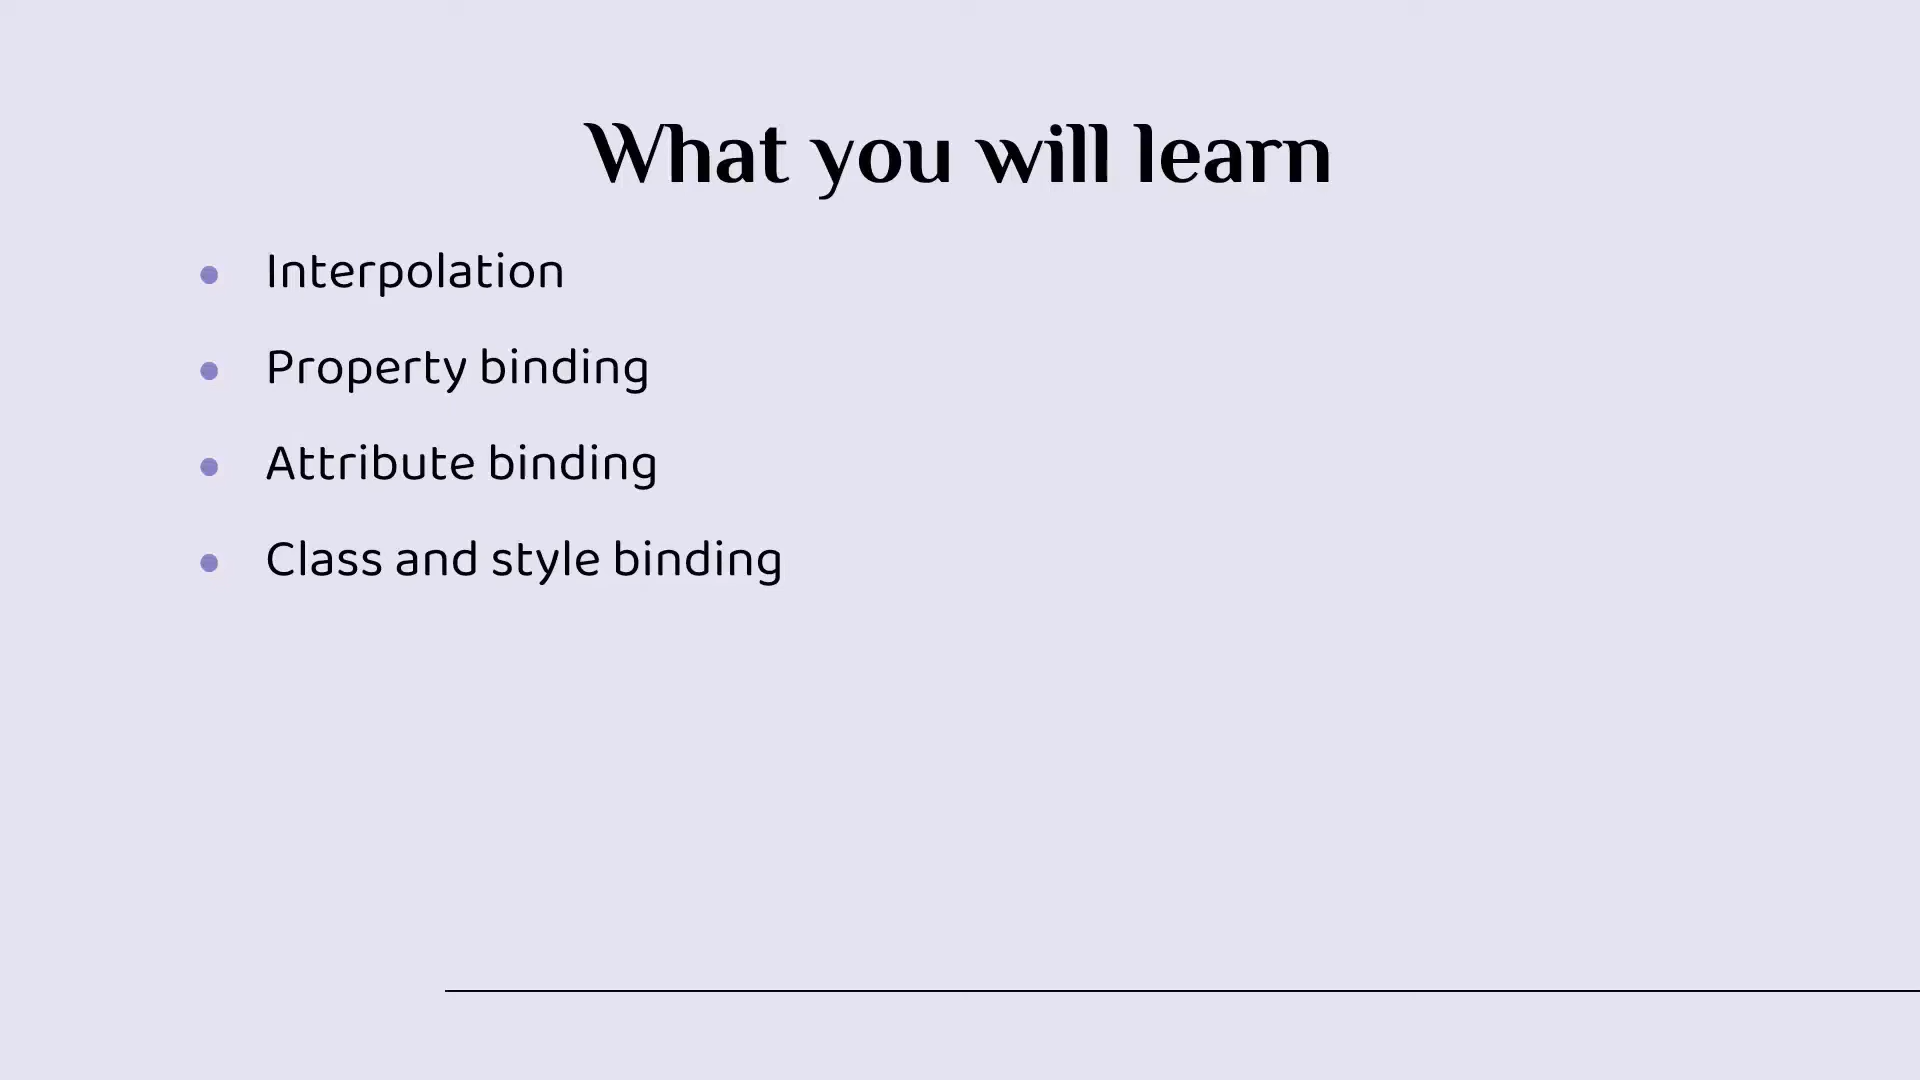 What you will learn
Interpolation
Property binding
Attribute binding
Class and style binding